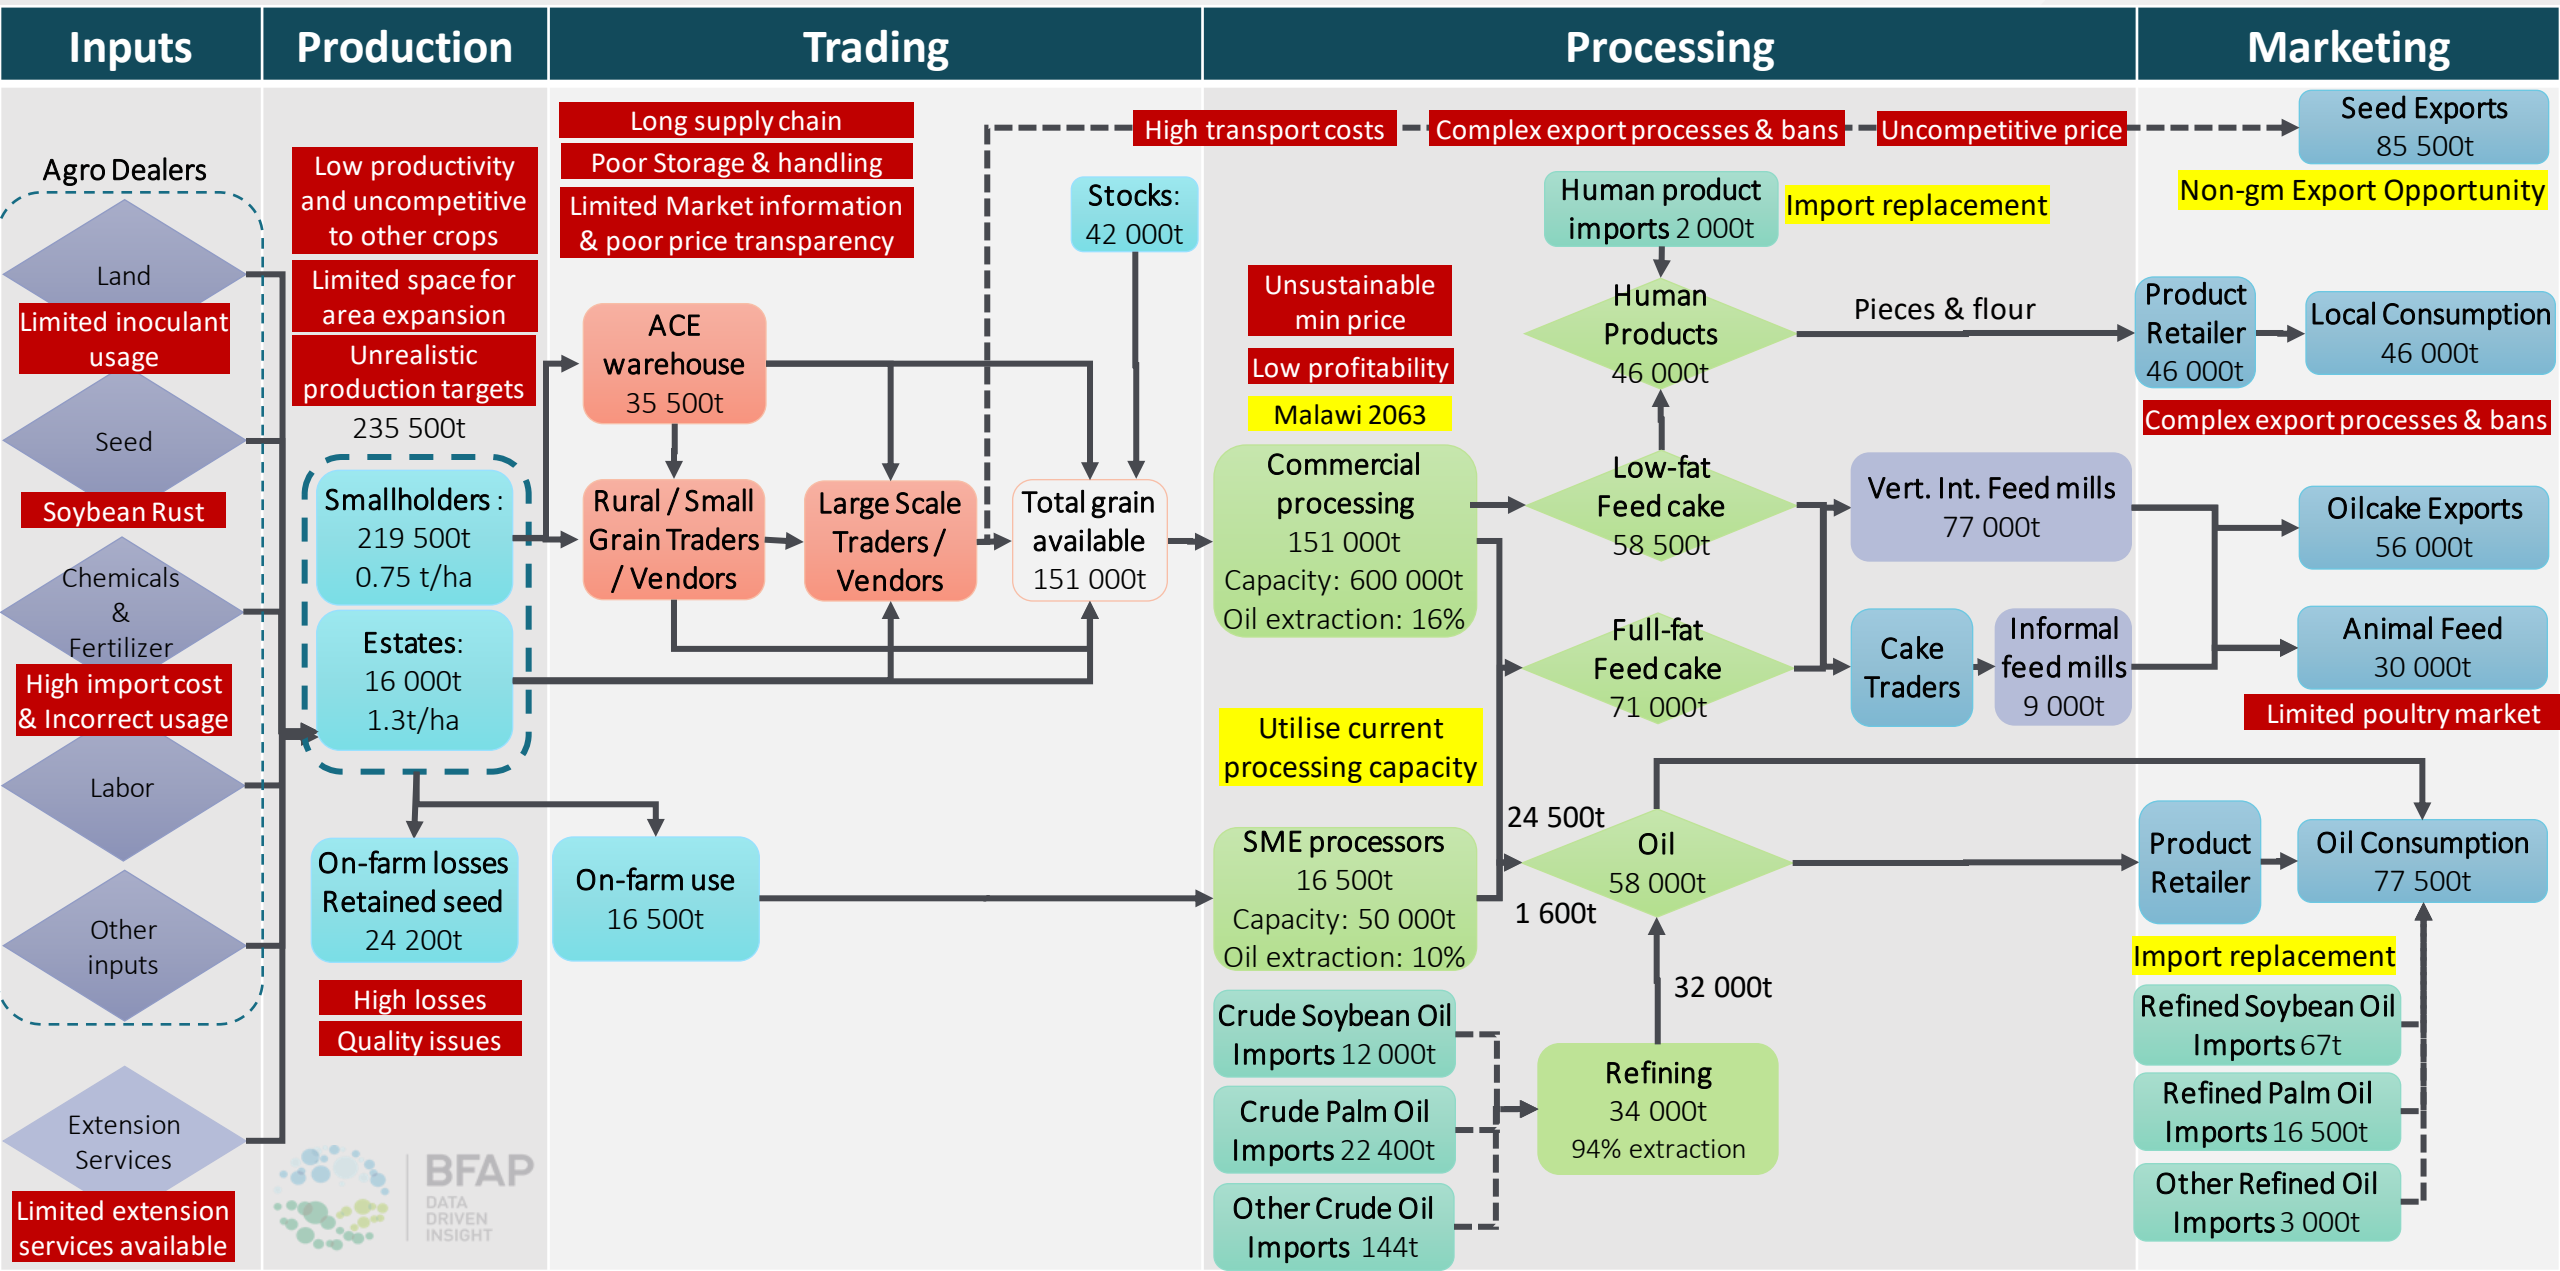 Inputs
Production
Trading
Processing
Marketing
Agro Dealers
Land
Limited inoculant
usage
Seed
Soybean Rust
Chemicals
&
Fertilizer
High import cost
& Incorrect usage
Labor
Other
inputs
Extension
Services
Limited extension
services available
Low productivity
and uncompetitive
to other crops
Limited space for
area expansion
Unrealistic
production targets
235 500t
Smallholders :
219 500t
0.75 t/ha
Estates:
16 000t
1.3t/ha
On-farm losses
Retained seed
24 200t
High losses
Quality issues
BFAP
DATA
DRIVEN
INSIGHT
Long supply chain
Poor Storage & handling
Limited Market information
& poor price transparency
Stocks:
42 000t
ACE
warehouse
35 500t
Rural / Small
Grain Traders
/ Vendors
Large Scale
Traders /
Vendors
Total grain
available
151 000t
On-farm use
16 500t
High transport costs
Complex export processes & bans
Uncompetitive price
Human product
imports 2 000t
Import replacement
Unsustainable
min price
Low profitability
Malawi 2063
Human
Products
46 000t
Pieces & flour
Commercial
processing
151 000t
Capacity: 600 000t
Oil extraction: 16%
Low-fat
Feed cake
58 500t
Vert. Int. Feed mills
77 000t
Full-fat
Feed cake
71 000t
Cake
Traders
Informal
feed mills
9 000t
Utilise current
processing capacity
24 500t
SME processors
16 500t
Capacity: 50 000t
Oil extraction: 10%
1 600t
Oil
58 000t
32 000t
Crude Soybean Oil
Imports 12 000t
Crude Palm Oil
Imports 22 400t
Other Crude Oil
Imports 144t
Refining
34 000t
94% extraction
Seed Exports
85 500t
Non-gm Export Opportunity
Product
Retailer
46 000t
Local Consumption
46 000t
Complex export processes & bans
Oilcake Exports
56 000t
Animal Feed
30 000t
Limited poultry market
Product
Retailer
Oil Consumption
77 500t
Import replacement
Refined Soybean Oil
Imports 67t
Refined Palm Oil
Imports 16 500t
Other Refined Oil
Imports 3 000t